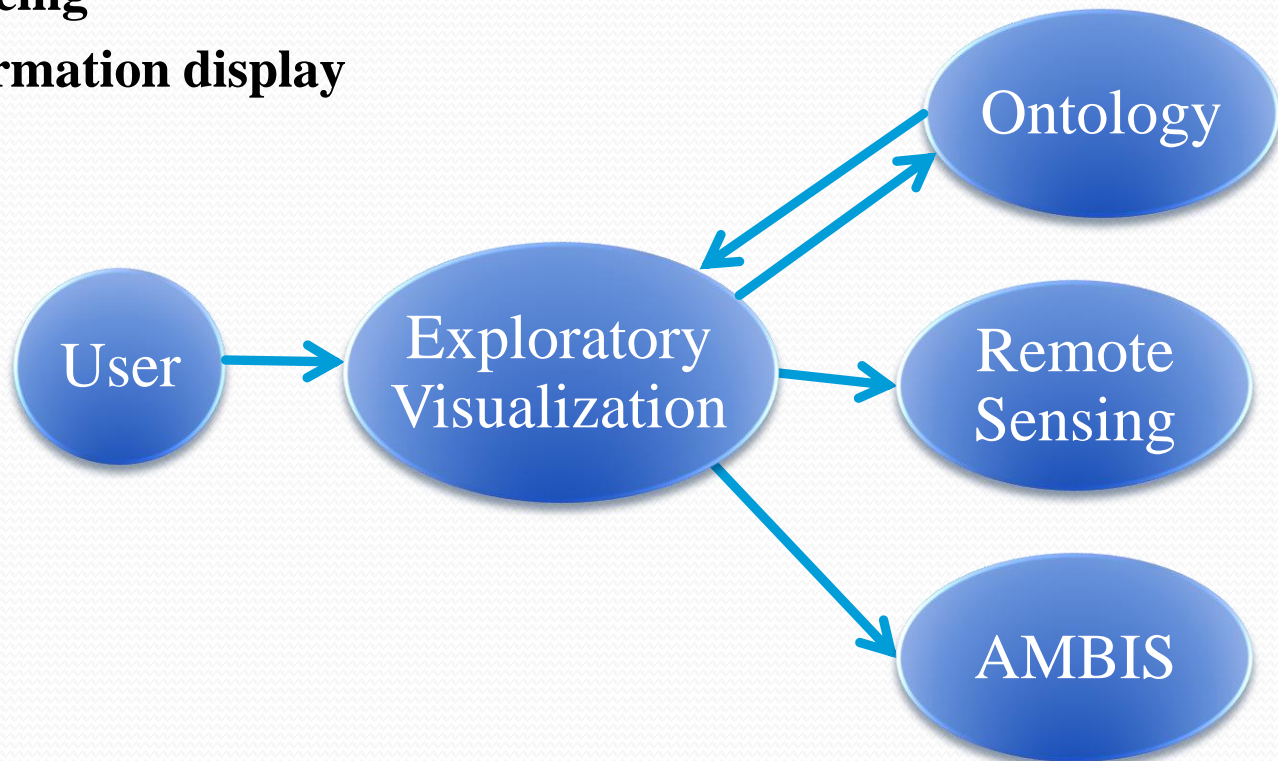 rmation display
Ontology
User
Exploratory
Visualization
Remote
Sensing
AMBIS